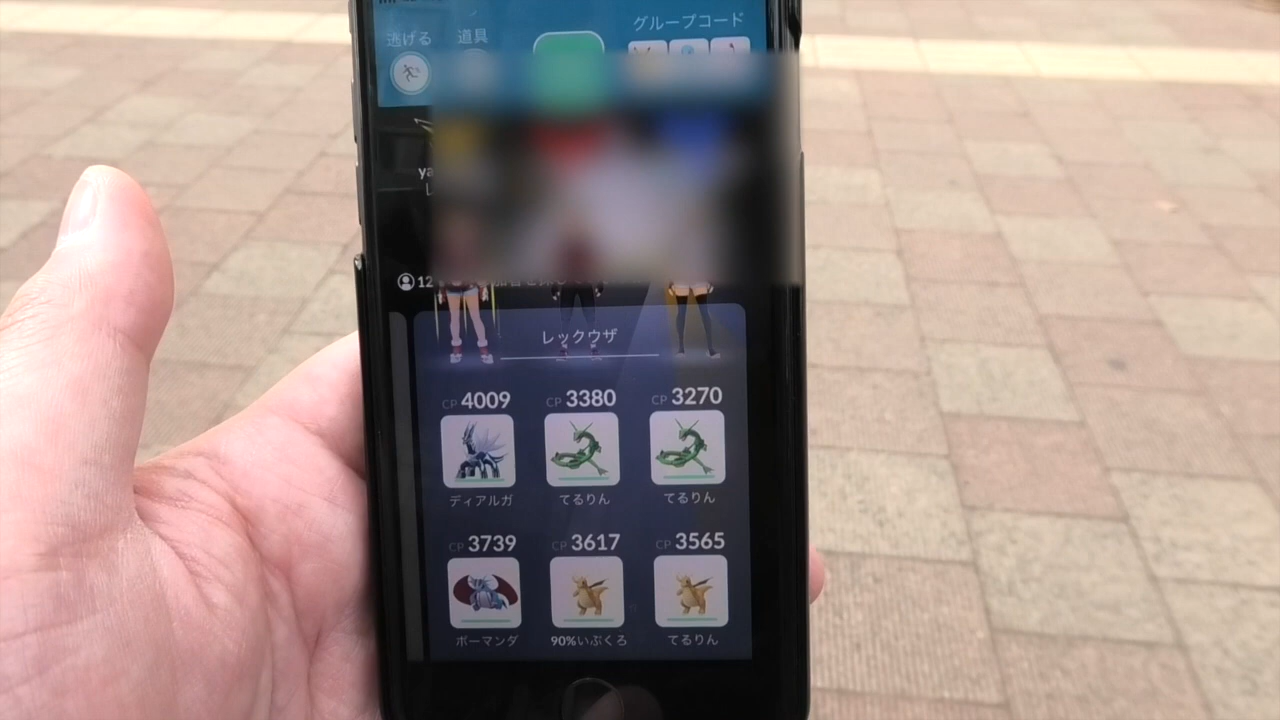 グループコード
逃げる 道具
ya
12
レックウザ
CP 4009 CP 3380 CP 3270
ディアルガ てるりん てるりん
CP 3739 CP 3617 CP 3565
ボーマンダ 90%いぶくろ てるりん